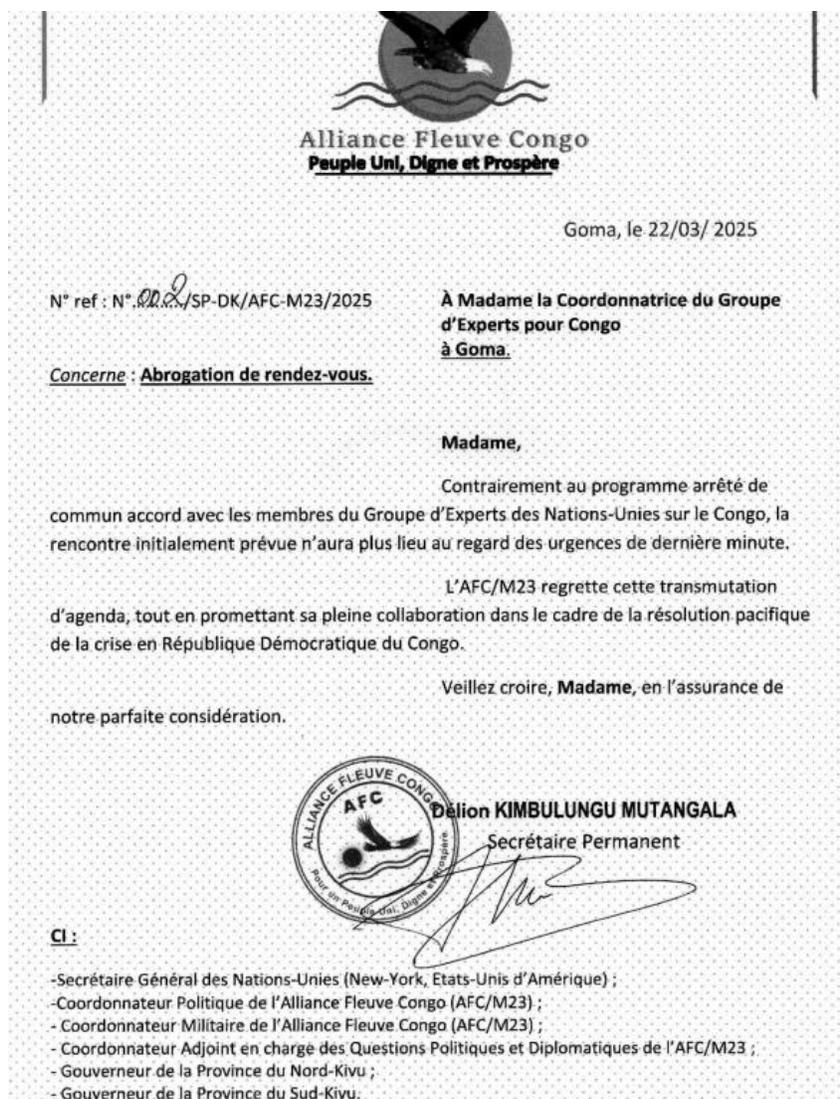 Alliance Fleuve Congo
Peuple Uni, Digne et Prospère
Goma, le 22/03/ 2025
N° ref : N°.002/SP-DK/AFC-M23/2025
À Madame la Coordonnatrice du Groupe
d’Experts pour Congo
à Goma.
Concerne : Abrogation de rendez-vous.
Madame,
Contrairement au programme arrêté de
commun accord avec les membres du Groupe d’Experts des Nations-Unies sur le Congo, la
rencontre initialement prévue n’aura plus lieu au regard des urgences de dernière minute.
L’AFC/M23 regrette cette transmutation
d’agenda, tout en promettant sa pleine collaboration dans le cadre de la résolution pacifique
de la crise en République Démocratique du Congo.
Veillez croire, Madame, en l’assurance de
notre parfaite considération.
ALLIANCE FLEUVE CONGO
AFC
Pour un Peuple Uni, Digne et Prospère
Délion KIMBULUNGU MUTANGALA
Secrétaire Permanent
CI :
-Secrétaire Général des Nations-Unies (New-York, Etats-Unis d’Amérique) ;
-Coordonnateur Politique de l’Alliance Fleuve Congo (AFC/M23) ;
- Coordonnateur Militaire de l’Alliance Fleuve Congo (AFC/M23) ;
- Coordonnateur Adjoint en charge des Questions Politiques et Diplomatiques de l’AFC/M23 ;
- Gouverneur de la Province du Nord-Kivu ;
- Gouverneur de la Province du Sud-Kivu.